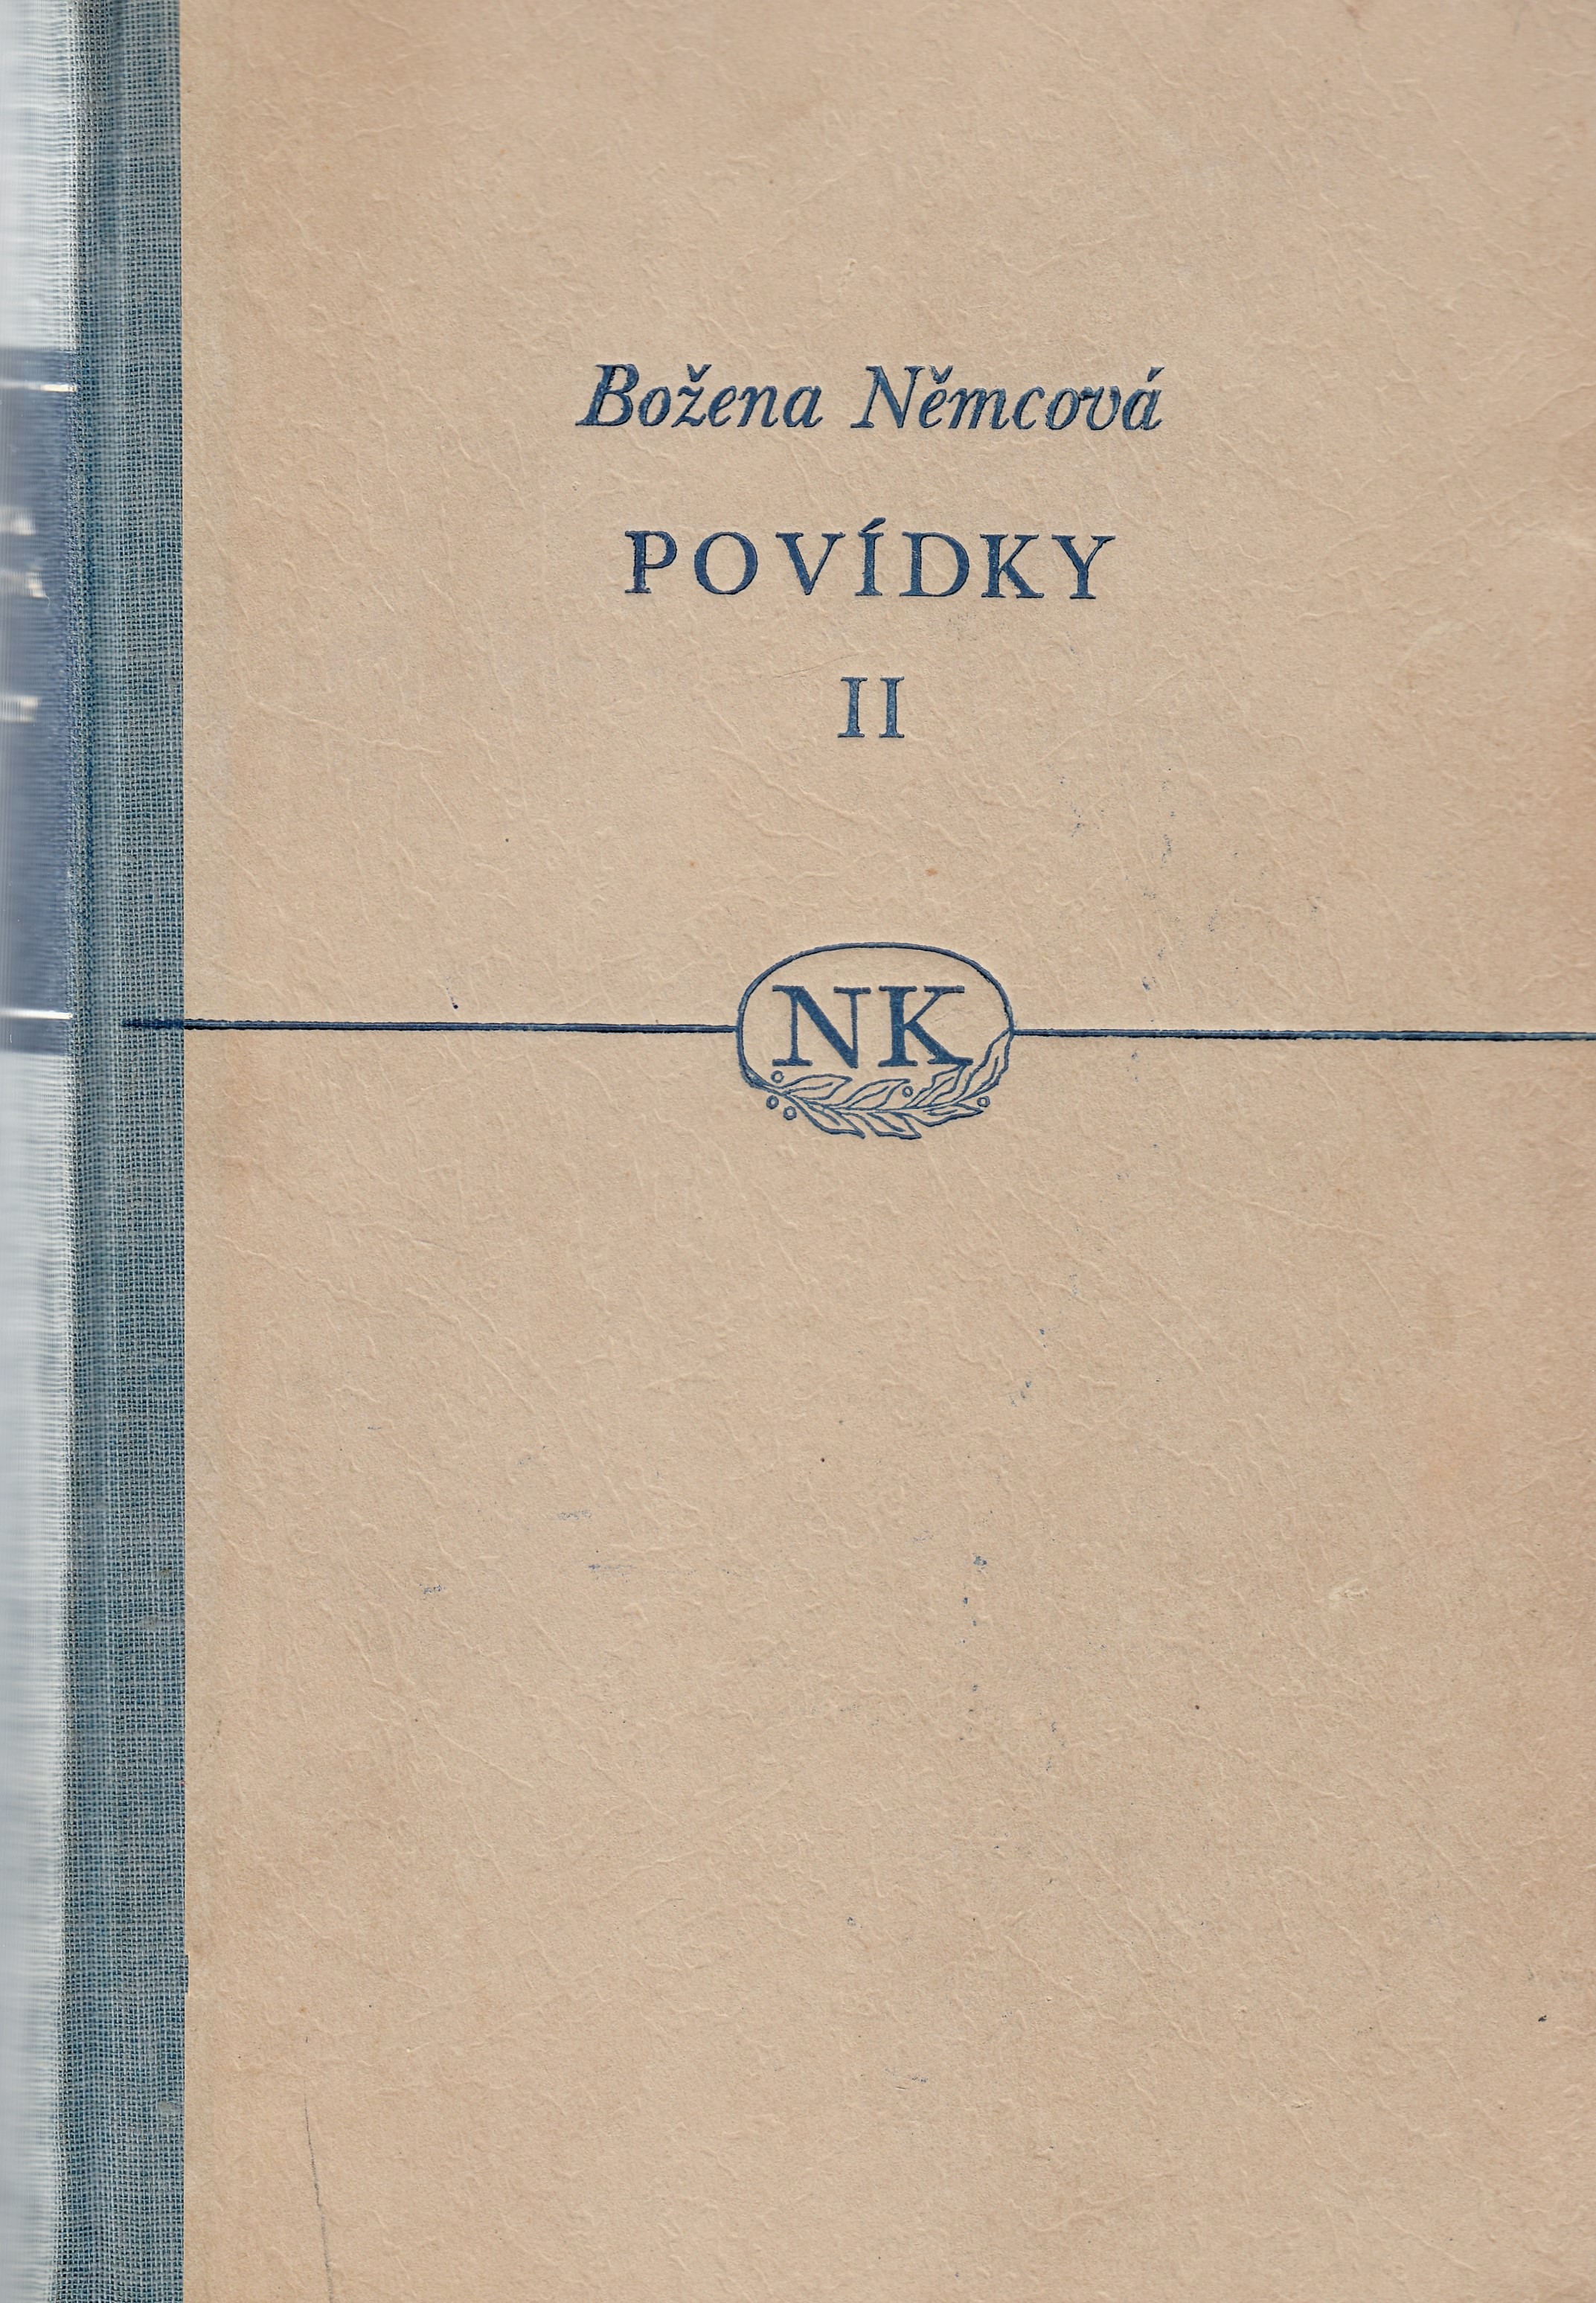 Božena Němcová
POVÍDKY
II
NK